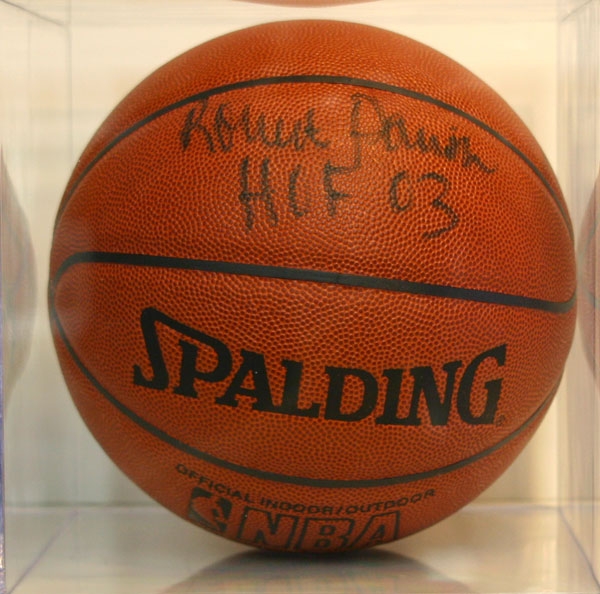 Robert Parish
HOF 03
SPALDING
OFFICIAL INDOOR/OUTDOOR
NBA